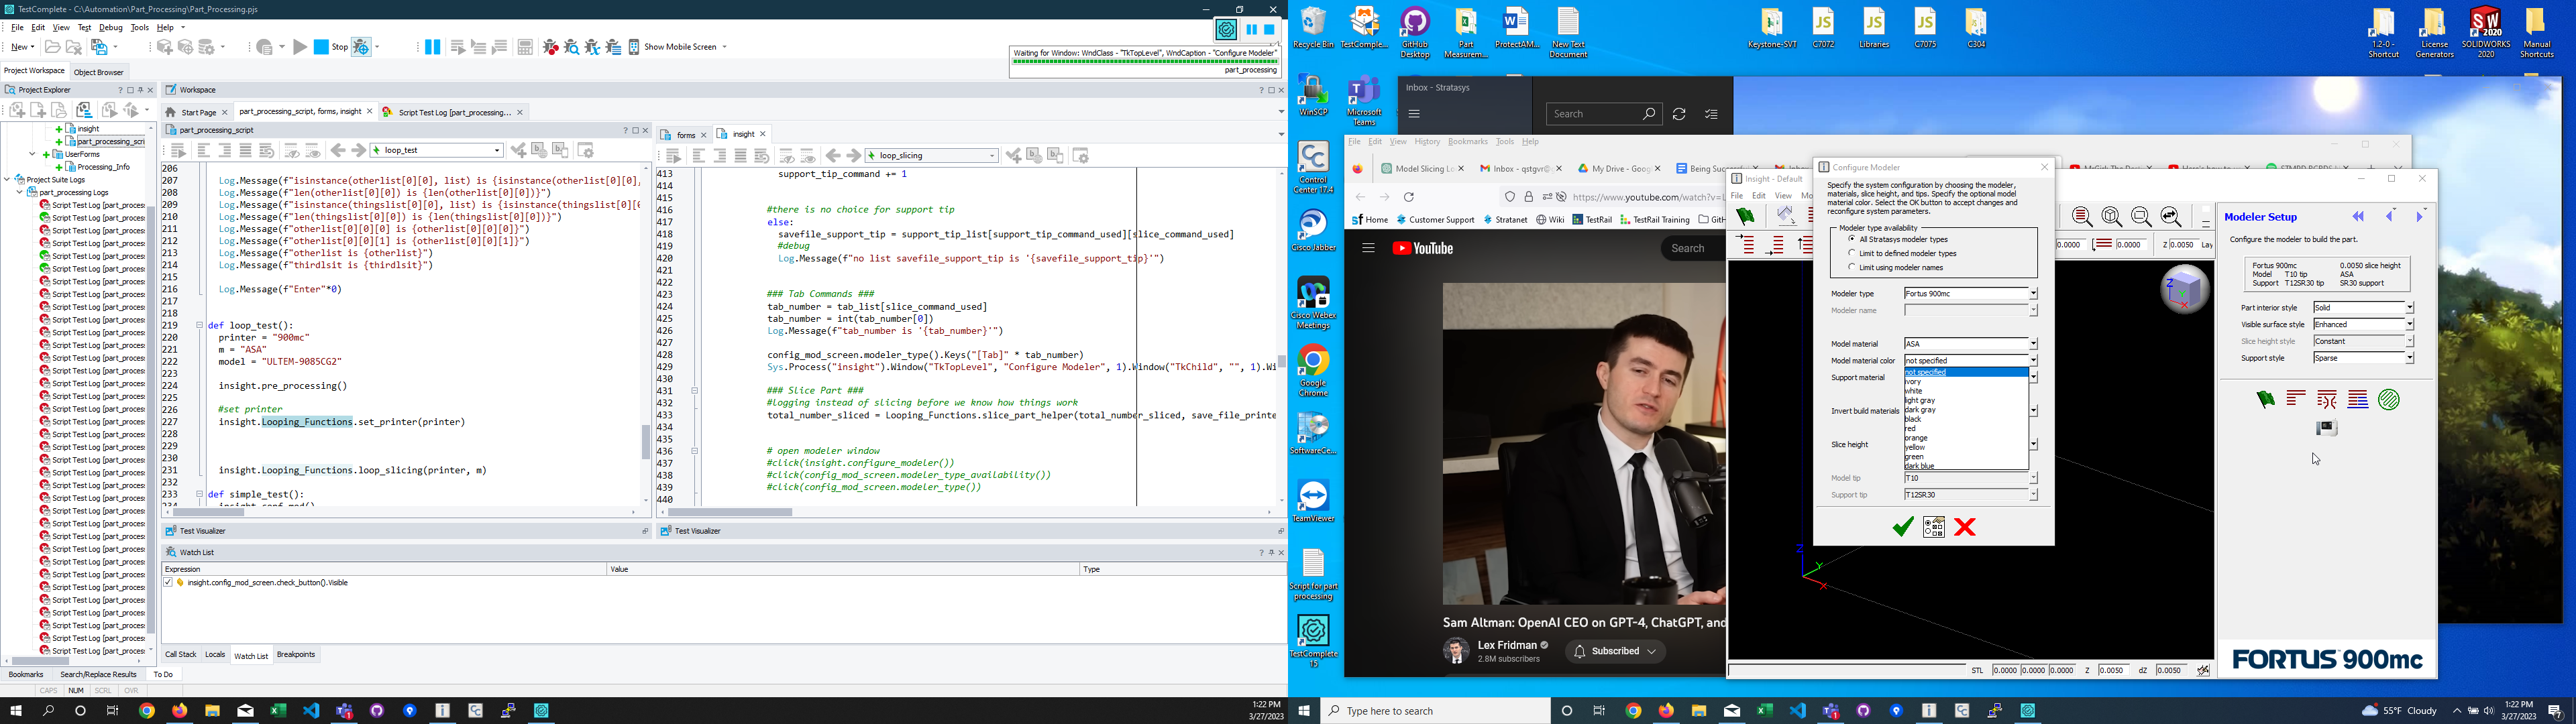 TestComplete - C:\Automation\Part_Processing\Part_Processing.pjs
File Edit View Test Debug Tools Help
New
Stop
Show Mobile Screen
Waiting for Window: WndClass - "TkTopLevel", WndCaption - "Configure Modeler"
part_processing
Project Workspace
Object Browser
Project Explorer
insight
part_processing_scri
UserForms
Processing_Info
Project Suite Logs
part_processing Logs
Script Test Log [part_proces:
Workspace
Start Page
part_processing_script, forms, insight
Script Test Log [part_processing...
part_processing_script
loop_test
206
207 Log.Message(f"isinstance(otherlist[0][0], list) is {isinstance(otherlist[0][0],
208 Log.Message(f"len(otherlist[0][0]) is {len(otherlist[0][0])}")
209 Log.Message(f"isinstance(thingslist[0][0], list) is {isinstance(thingslist[0][0
210 Log.Message(f"len(thingslist[0][0]) is {len(thingslist[0][0])}")
211 Log.Message(f"otherlist[0][0][0] is {otherlist[0][0][0]}")
212 Log.Message(f"otherlist[0][0][1] is {otherlist[0][0][1]}")
213 Log.Message(f"otherlist is {otherlist}")
214 Log.Message(f"thirdlsit is {thirdlsit}")
215
216 Log.Message(f"Enter"*0)
217
218
219 def loop_test():
220 printer = "900mc"
221 m = "ASA"
222 model = "ULTEM-9085CG2"
223
224 insight.pre_processing()
225
226 #set printer
227 insight.Looping_Functions.set_printer(printer)
228
229
230
231 insight.Looping_Functions.loop_slicing(printer, m)
232
233 def simple_test():
forms
insight
loop_slicing
413 support_tip_command += 1
414
415
416 #there is no choice for support tip
417 else:
418 savefile_support_tip = support_tip_list[support_tip_command_used][slice_command_used]
419 #debug
420 Log.Message(f"no list savefile_support_tip is '{savefile_support_tip}'")
421
422
423 ### Tab Commands ###
424 tab_number = tab_list[slice_command_used]
425 tab_number = int(tab_number[0])
426 Log.Message(f"tab_number is '{tab_number}'")
427
428 config_mod_screen.modeler_type().Keys("[Tab]" * tab_number)
429 Sys.Process("insight").Window("TkTopLevel", "Configure Modeler", 1).Window("TkChild", "", 1).Wi
430
431 ### Slice Part ###
432 #Logging instead of slicing before we know how things work
433 total_number_sliced = Looping_Functions.slice_part_helper(total_number_sliced, save_file_printe
434
435
436 # open modeler window
437 #click(insight.configure_modeler())
438 #click(config_mod_screen.modeler_type_availability())
439 #click(config_mod_screen.modeler_type())
440
Test Visualizer
Test Visualizer
Watch List
Expression Value Type
insight.config_mod_screen.check_button().Visible
Call Stack Locals Watch List Breakpoints
Bookmarks Search/Replace Results To Do
CAPS NUM SCRL OVR
1:22 PM
3/27/2023
Recycle Bin
TestComple...
GitHub Desktop
Part Measurem...
ProtectAM...
New Text Document
Keystone-SVT
C7072
Libraries
C7075
C304
1.2-0 - Shortcut
License Generators
SOLIDWORKS 2020
Manual Shortcuts
WinSCP
Microsoft Teams
Control Center 17.4
Cisco Jabber
Cisco Webex Meetings
Google Chrome
SoftwareCe...
TeamViewer
Script for part processing
TestComplete 15
Inbox - Stratasys
Search
File Edit View History Bookmarks Tools Help
Model Slicing Lo
Inbox - qstgvr@
My Drive - Goog
Being Succesf
https://www.youtube.com/watch?v=L
Home Customer Support Stratanet Wiki TestRail TestRail Training GitH
YouTube
Search
Sam Altman: OpenAI CEO on GPT-4, ChatGPT, and
Lex Fridman
2.8M subscribers
Subscribed
Insight - Default
File Edit View Mo
Configure Modeler
Specify the system configuration by choosing the modeler,
materials, slice height, and tips. Specify the optional model
material color. Select the OK button to accept changes and
reconfigure system parameters.
Modeler type availability
All Stratasys modeler types
Limit to defined modeler types
Limit using modeler names
Modeler type Fortus 900mc
Modeler name
Model material ASA
Model material color not specified
Support material
Invert build materials
Slice height
not specified
ivory
white
light gray
dark gray
black
red
orange
yellow
green
dark blue
Model tip T10
Support tip T12SR30
0.0000 0.0000 Z 0.0050 Lay
Modeler Setup
Configure the modeler to build the part.
Fortus 900mc 0.0050 slice height
Model T10 tip ASA
Support T12SR30 tip SR30 support
Part interior style Solid
Visible surface style Enhanced
Slice height style Constant
Support style Sparse
FORTUS 900mc
Z
Y
X
STL 0.0000 0.0000 0.0000 Z 0.0050 dZ 0.0050
Type here to search
55°F Cloudy
1:22 PM
3/27/2023